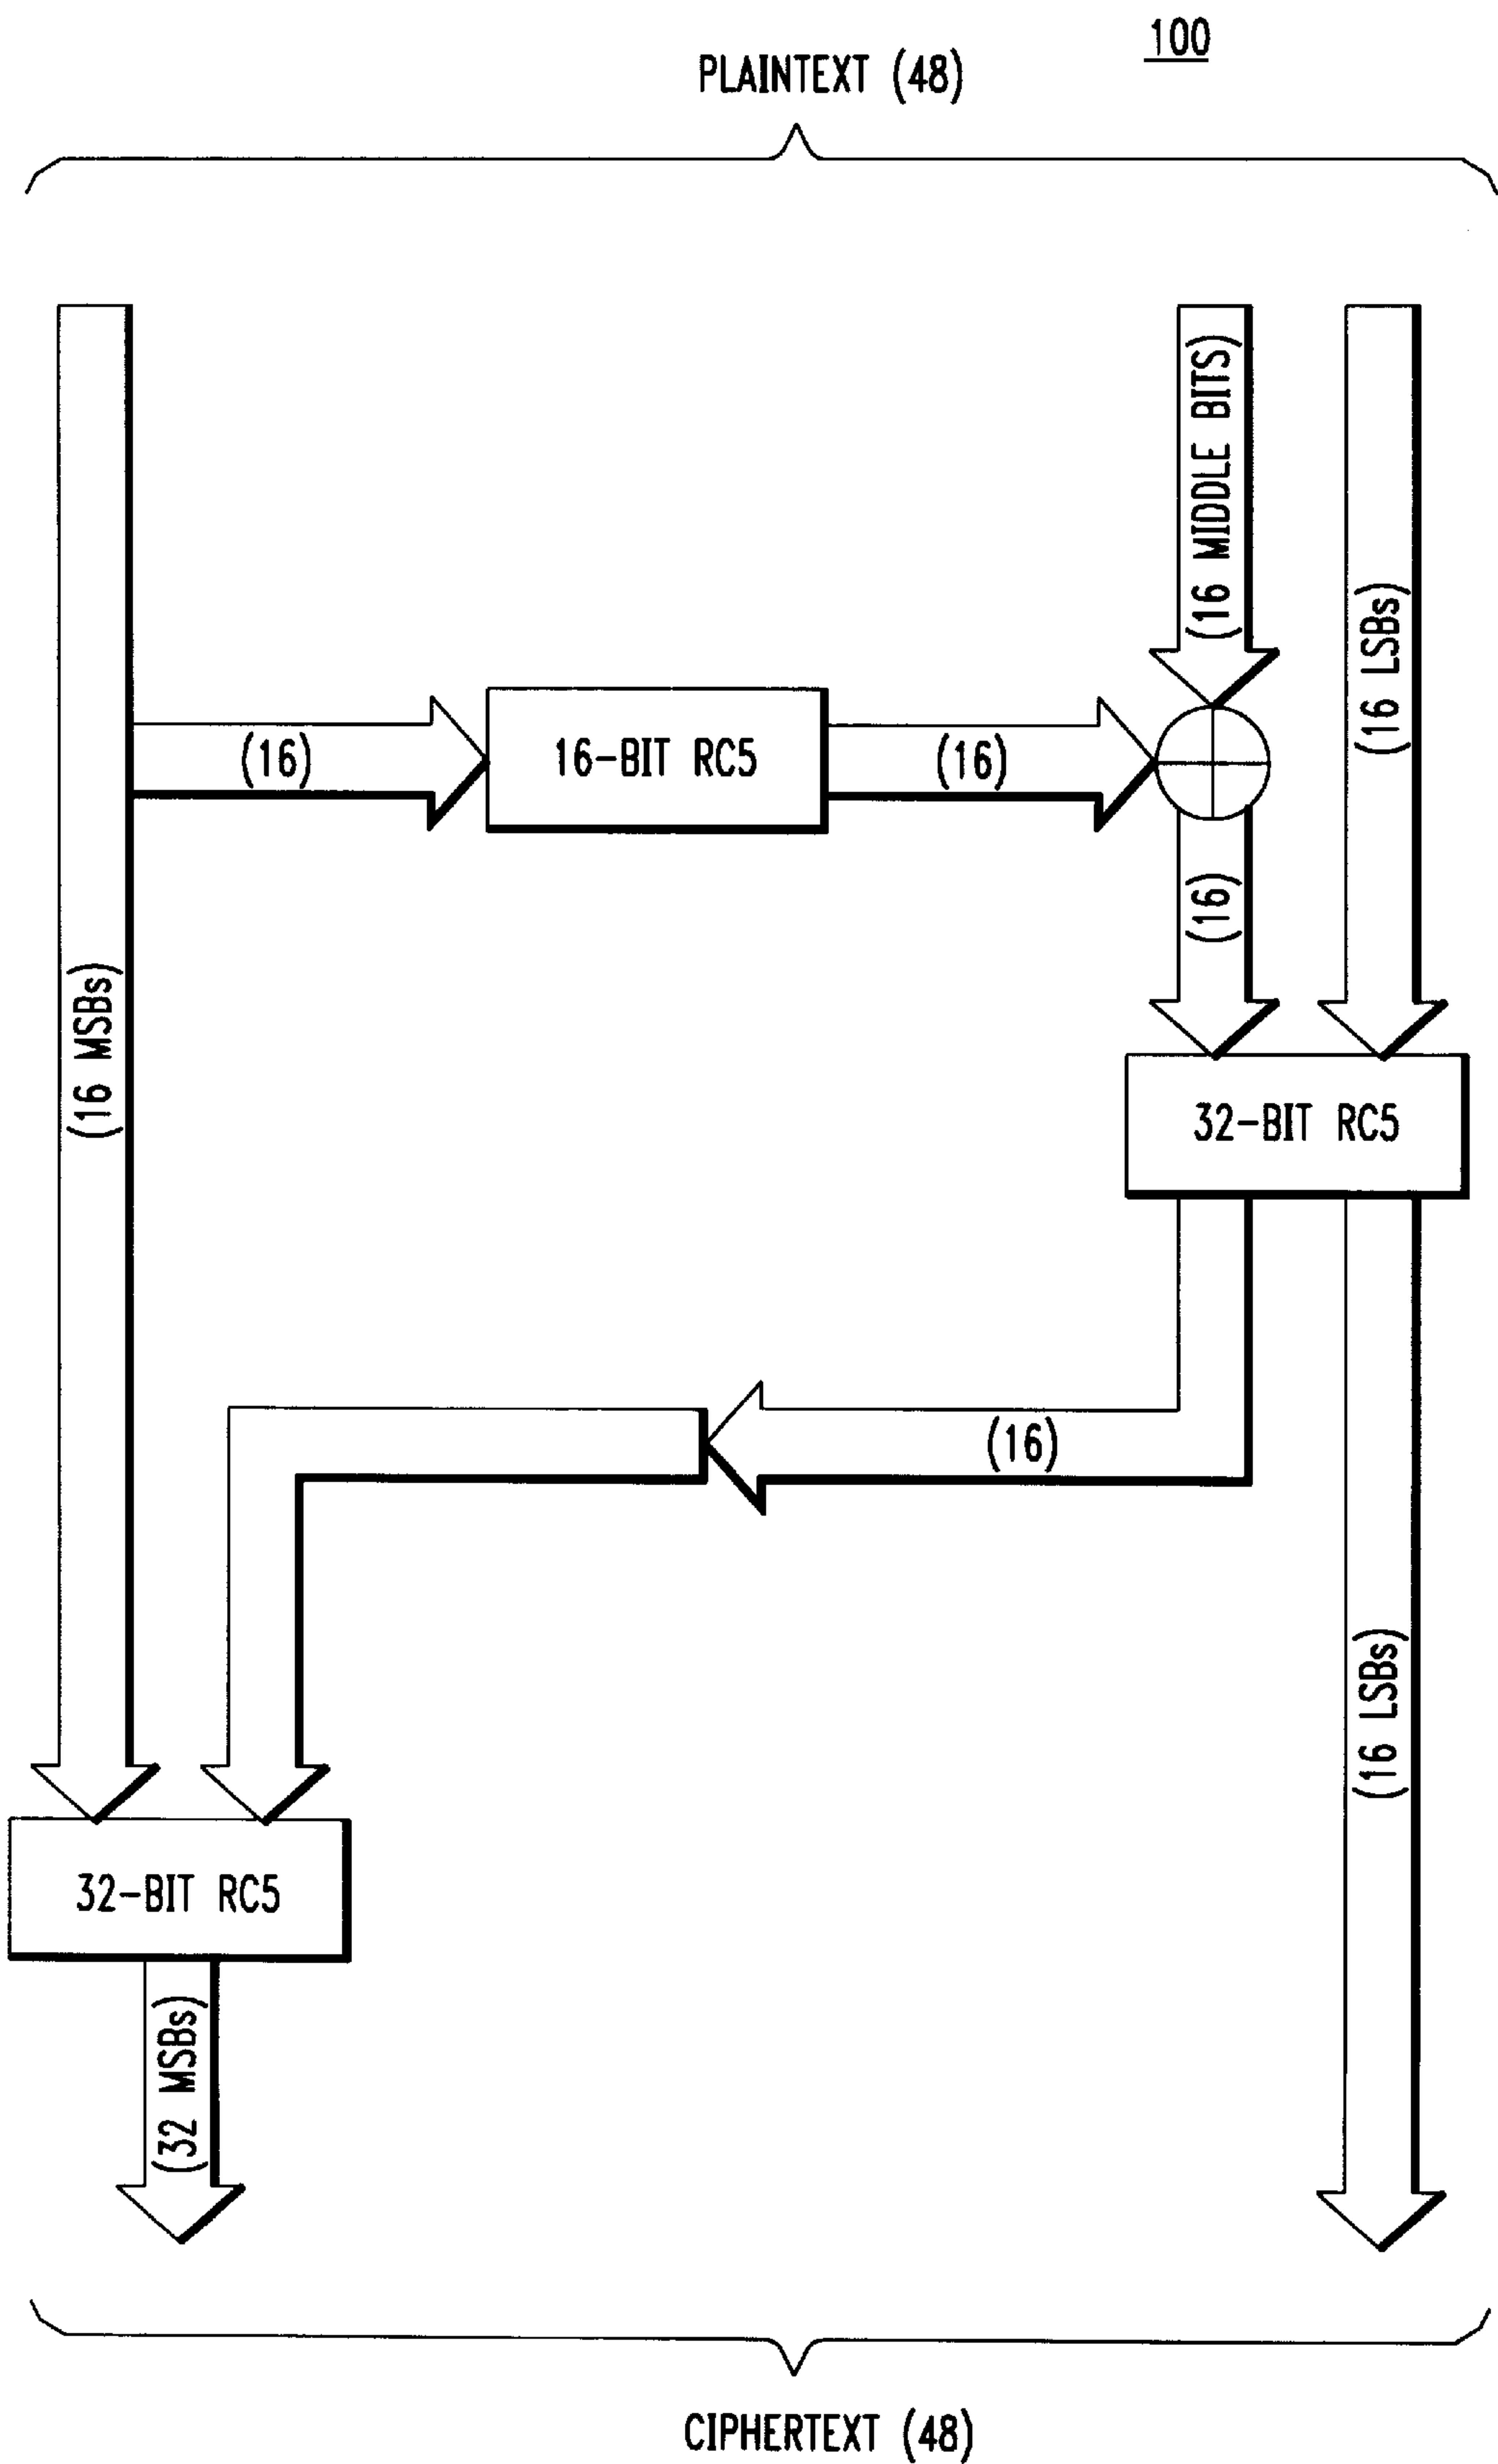 100
PLAINTEXT (48)
(16 MIDDLE BITS)
(16 LSBs)
(16)
16-BIT RC5
(16)
(16)
(16 MSBs)
32-BIT RC5
(16)
(16 LSBs)
32-BIT RC5
(32 MSBs)
CIPHERTEXT (48)